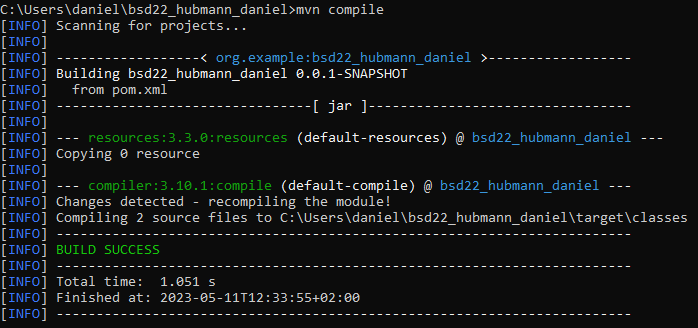 C:\Users\daniel\bsd22_hubmann_daniel>mvn compile
[INFO] Scanning for projects...
[INFO]
[INFO] ------------------< org.example:bsd22_hubmann_daniel >------------------
[INFO] Building bsd22_hubmann_daniel 0.0.1-SNAPSHOT
[INFO]   from pom.xml
[INFO] --------------------------------[ jar ]---------------------------------
[INFO]
[INFO] --- resources:3.3.0:resources (default-resources) @ bsd22_hubmann_daniel ---
[INFO] Copying 0 resource
[INFO]
[INFO] --- compiler:3.10.1:compile (default-compile) @ bsd22_hubmann_daniel ---
[INFO] Changes detected - recompiling the module!
[INFO] Compiling 2 source files to C:\Users\daniel\bsd22_hubmann_daniel\target\classes
[INFO] ------------------------------------------------------------------------
[INFO] BUILD SUCCESS
[INFO] ------------------------------------------------------------------------
[INFO] Total time:  1.051 s
[INFO] Finished at: 2023-05-11T12:33:55+02:00
[INFO] ------------------------------------------------------------------------